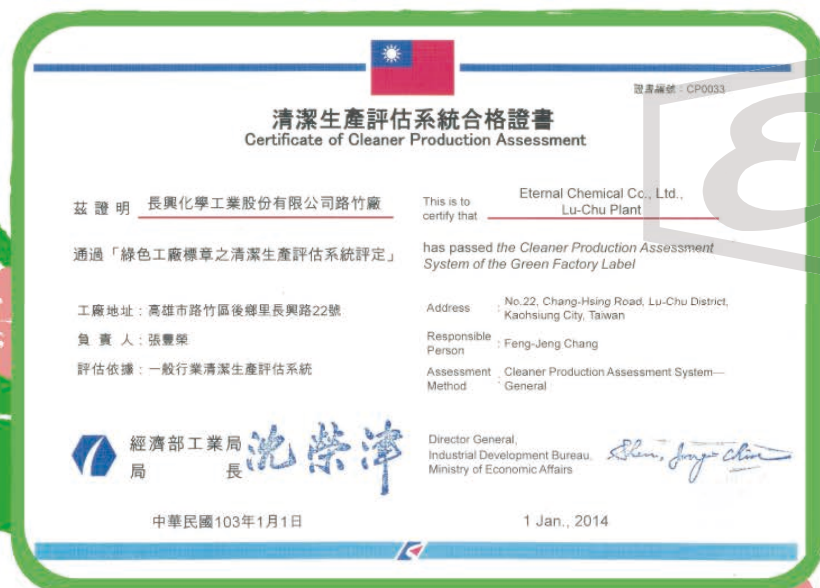 證書編號：CP0033
清潔生產評估系統合格證書
Certificate of Cleaner Production Assessment
茲證明 長興化學工業股份有限公司路竹廠
通過「綠色工廠標章之清潔生產評估系統評定」
工廠地址：高雄市路竹區後鄉里長興路22號
負責人：張豐榮
評估依據：一般行業清潔生產評估系統
經濟部工業局
局長 沈榮津
中華民國103年1月1日
This is to
certify that
Eternal Chemical Co., Ltd.,
Lu-Chu Plant
has passed the Cleaner Production Assessment
System of the Green Factory Label
Address : No.22, Chang-Hsing Road, Lu-Chu District,
Kaohsiung City, Taiwan
Responsible
Person : Feng-Jeng Chang
Assessment
Method : Cleaner Production Assessment System—
General
Director General,
Industrial Development Bureau,
Ministry of Economic Affairs
1 Jan., 2014